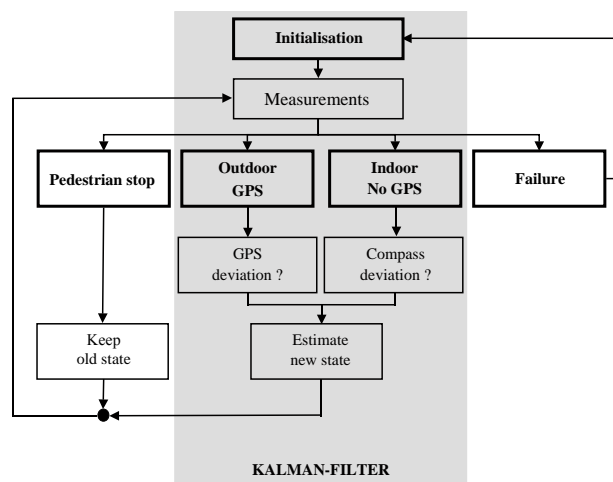 Initialisation
Measurements
Pedestrian stop
Outdoor
GPS
Indoor
No GPS
Failure
GPS
deviation ?
Compass
deviation ?
Keep
old state
Estimate
new state
KALMAN-FILTER